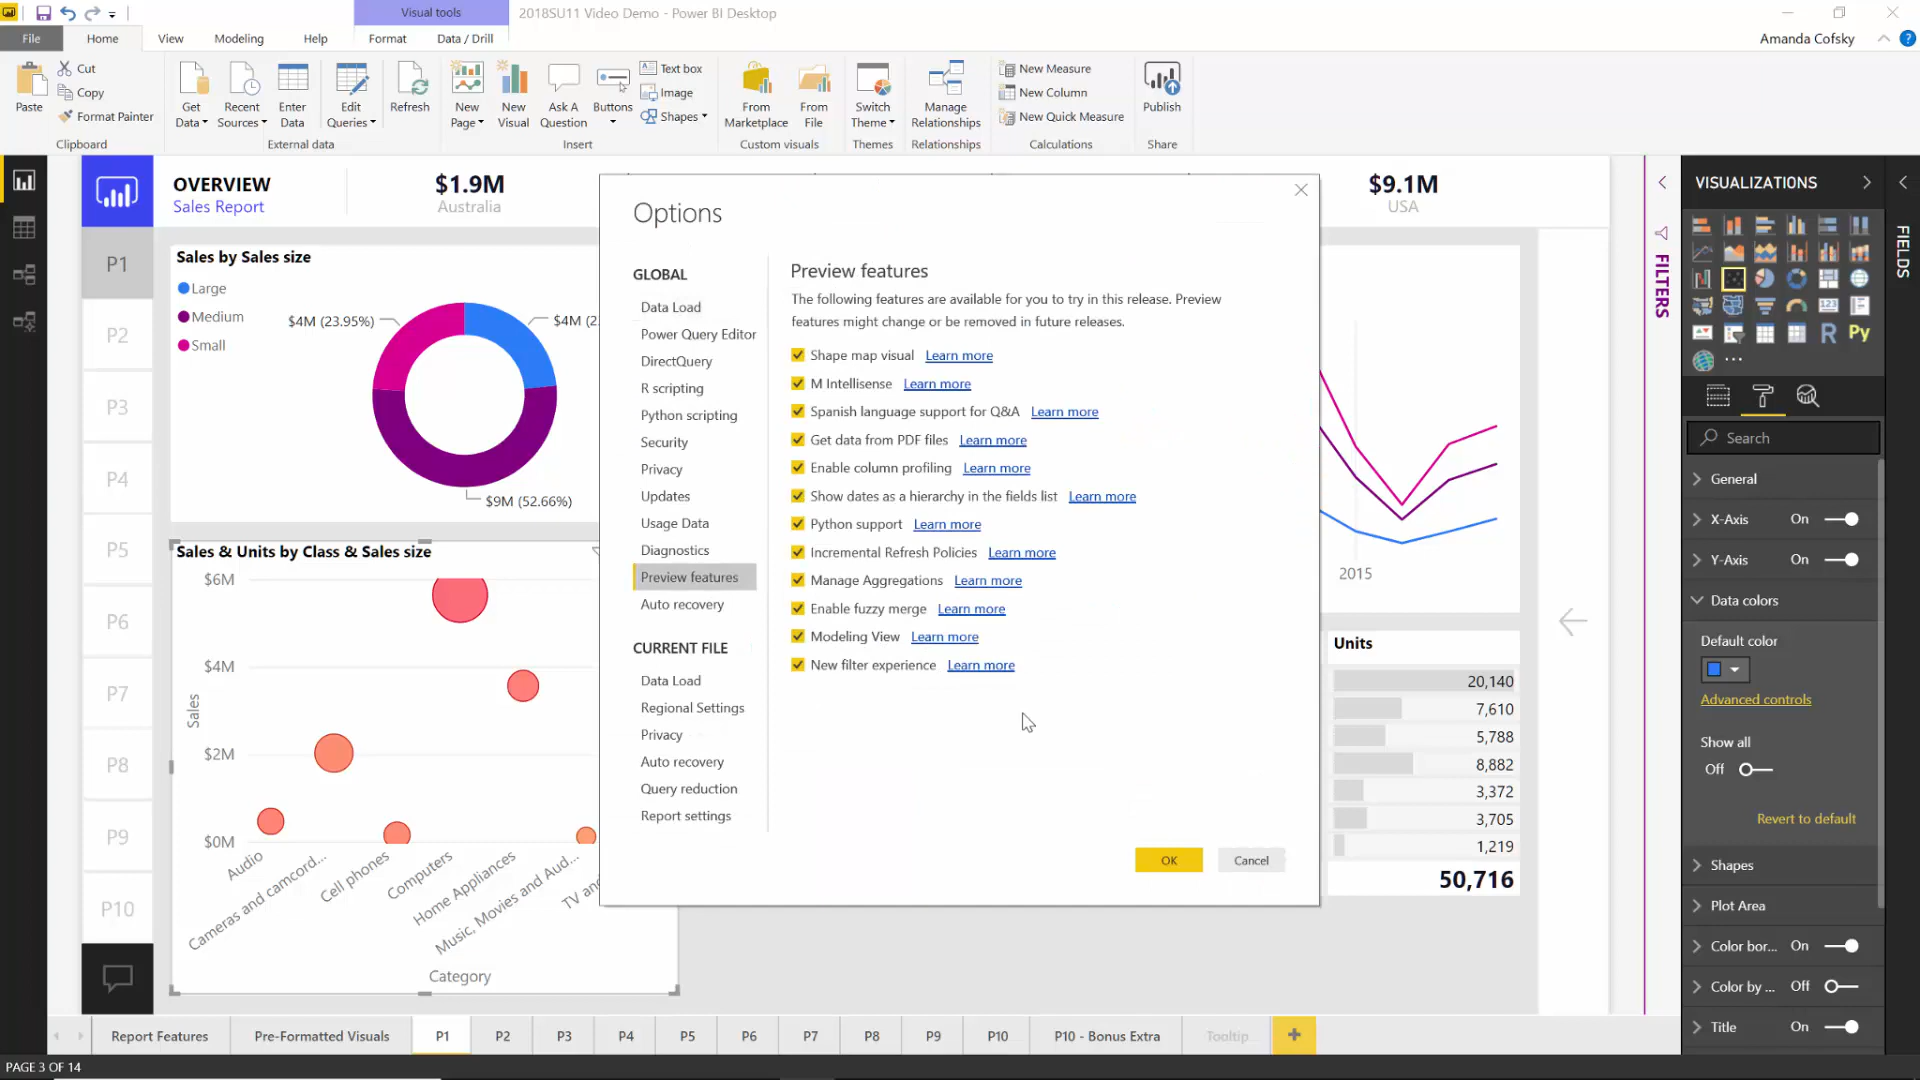 Visual tools
2018SU11 Video Demo - Power BI Desktop
File
Home
View
Modeling
Help
Format
Data / Drill
Amanda Cofsky
?
Paste
Cut
Copy
Format Painter
Clipboard
Get Data
Recent Sources
Enter Data
Edit Queries
Refresh
External data
New Page
New Visual
Ask A Question
Buttons
Text box
Image
Shapes
Insert
From Marketplace
From File
Custom visuals
Switch Theme
Themes
Manage Relationships
Relationships
New Measure
New Column
New Quick Measure
Calculations
Publish
Share
OVERVIEW
Sales Report
$1.9M
Australia
$9.1M
USA
P1
P2
P3
P4
P5
P6
P7
P8
P9
P10
Sales by Sales size
Large
Medium
Small
$4M (23.95%)
$4M (2
$9M (52.66%)
Sales & Units by Class & Sales size
$6M
$4M
$2M
$0M
Sales
Audio
Cameras and camcord...
Cell phones
Computers
Home Appliances
Music, Movies and Aud...
TV and
Category
Options
GLOBAL
Data Load
Power Query Editor
DirectQuery
R scripting
Python scripting
Security
Privacy
Updates
Usage Data
Diagnostics
Preview features
Auto recovery
CURRENT FILE
Data Load
Regional Settings
Privacy
Auto recovery
Query reduction
Report settings
Preview features
The following features are available for you to try in this release. Preview
features might change or be removed in future releases.
Shape map visual Learn more
M Intellisense Learn more
Spanish language support for Q&A Learn more
Get data from PDF files Learn more
Enable column profiling Learn more
Show dates as a hierarchy in the fields list Learn more
Python support Learn more
Incremental Refresh Policies Learn more
Manage Aggregations Learn more
Enable fuzzy merge Learn more
Modeling View Learn more
New filter experience Learn more
OK
Cancel
2015
Units
20,140
7,610
5,788
8,882
3,372
3,705
1,219
50,716
FILTERS
VISUALIZATIONS
R
Py
...
Search
General
X-Axis On
Y-Axis On
Data colors
Default color
Advanced controls
Show all
Off
Revert to default
Shapes
Plot Area
Color bor... On
Color by ... Off
Title On
FIELDS
Report Features
Pre-Formatted Visuals
P1
P2
P3
P4
P5
P6
P7
P8
P9
P10
P10 - Bonus Extra
Tooltip
+
PAGE 3 OF 14